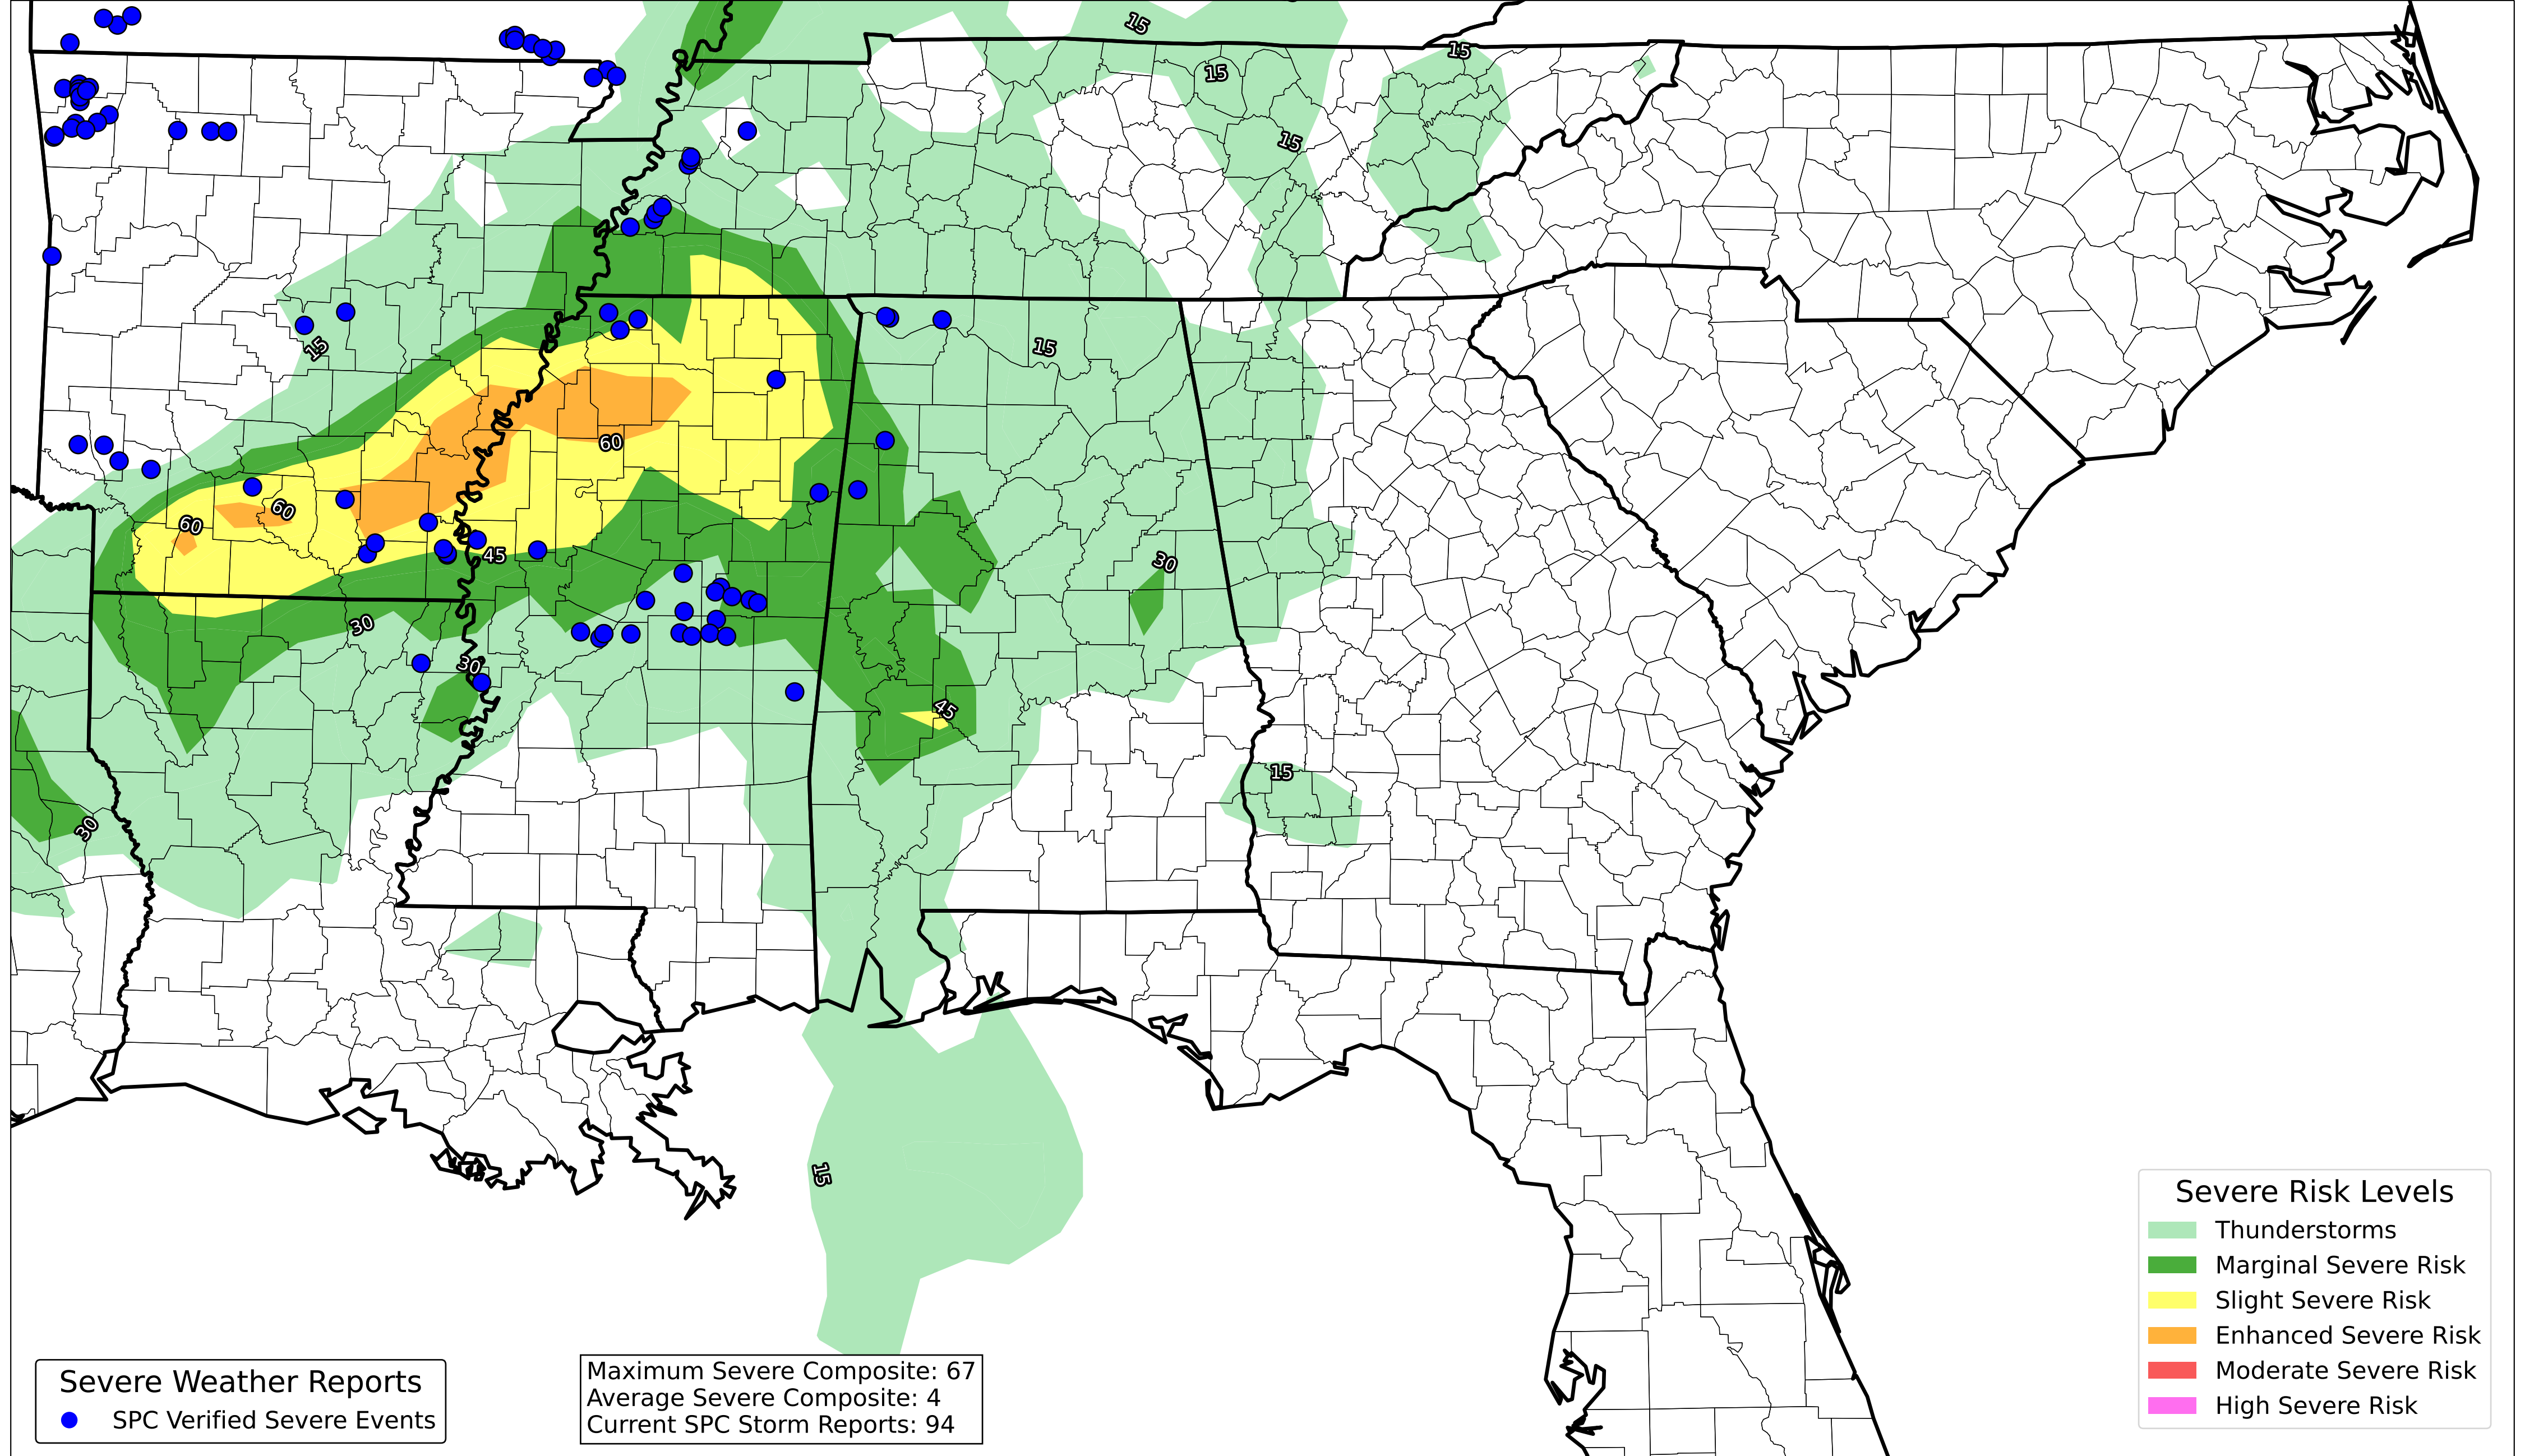 15
15
15
15
15
15
60
60
60
45
30
30
30
45
15
30
15
Severe Risk Levels
Thunderstorms
Marginal Severe Risk
Slight Severe Risk
Enhanced Severe Risk
Moderate Severe Risk
High Severe Risk
Severe Weather Reports
SPC Verified Severe Events
Maximum Severe Composite: 67
Average Severe Composite: 4
Current SPC Storm Reports: 94